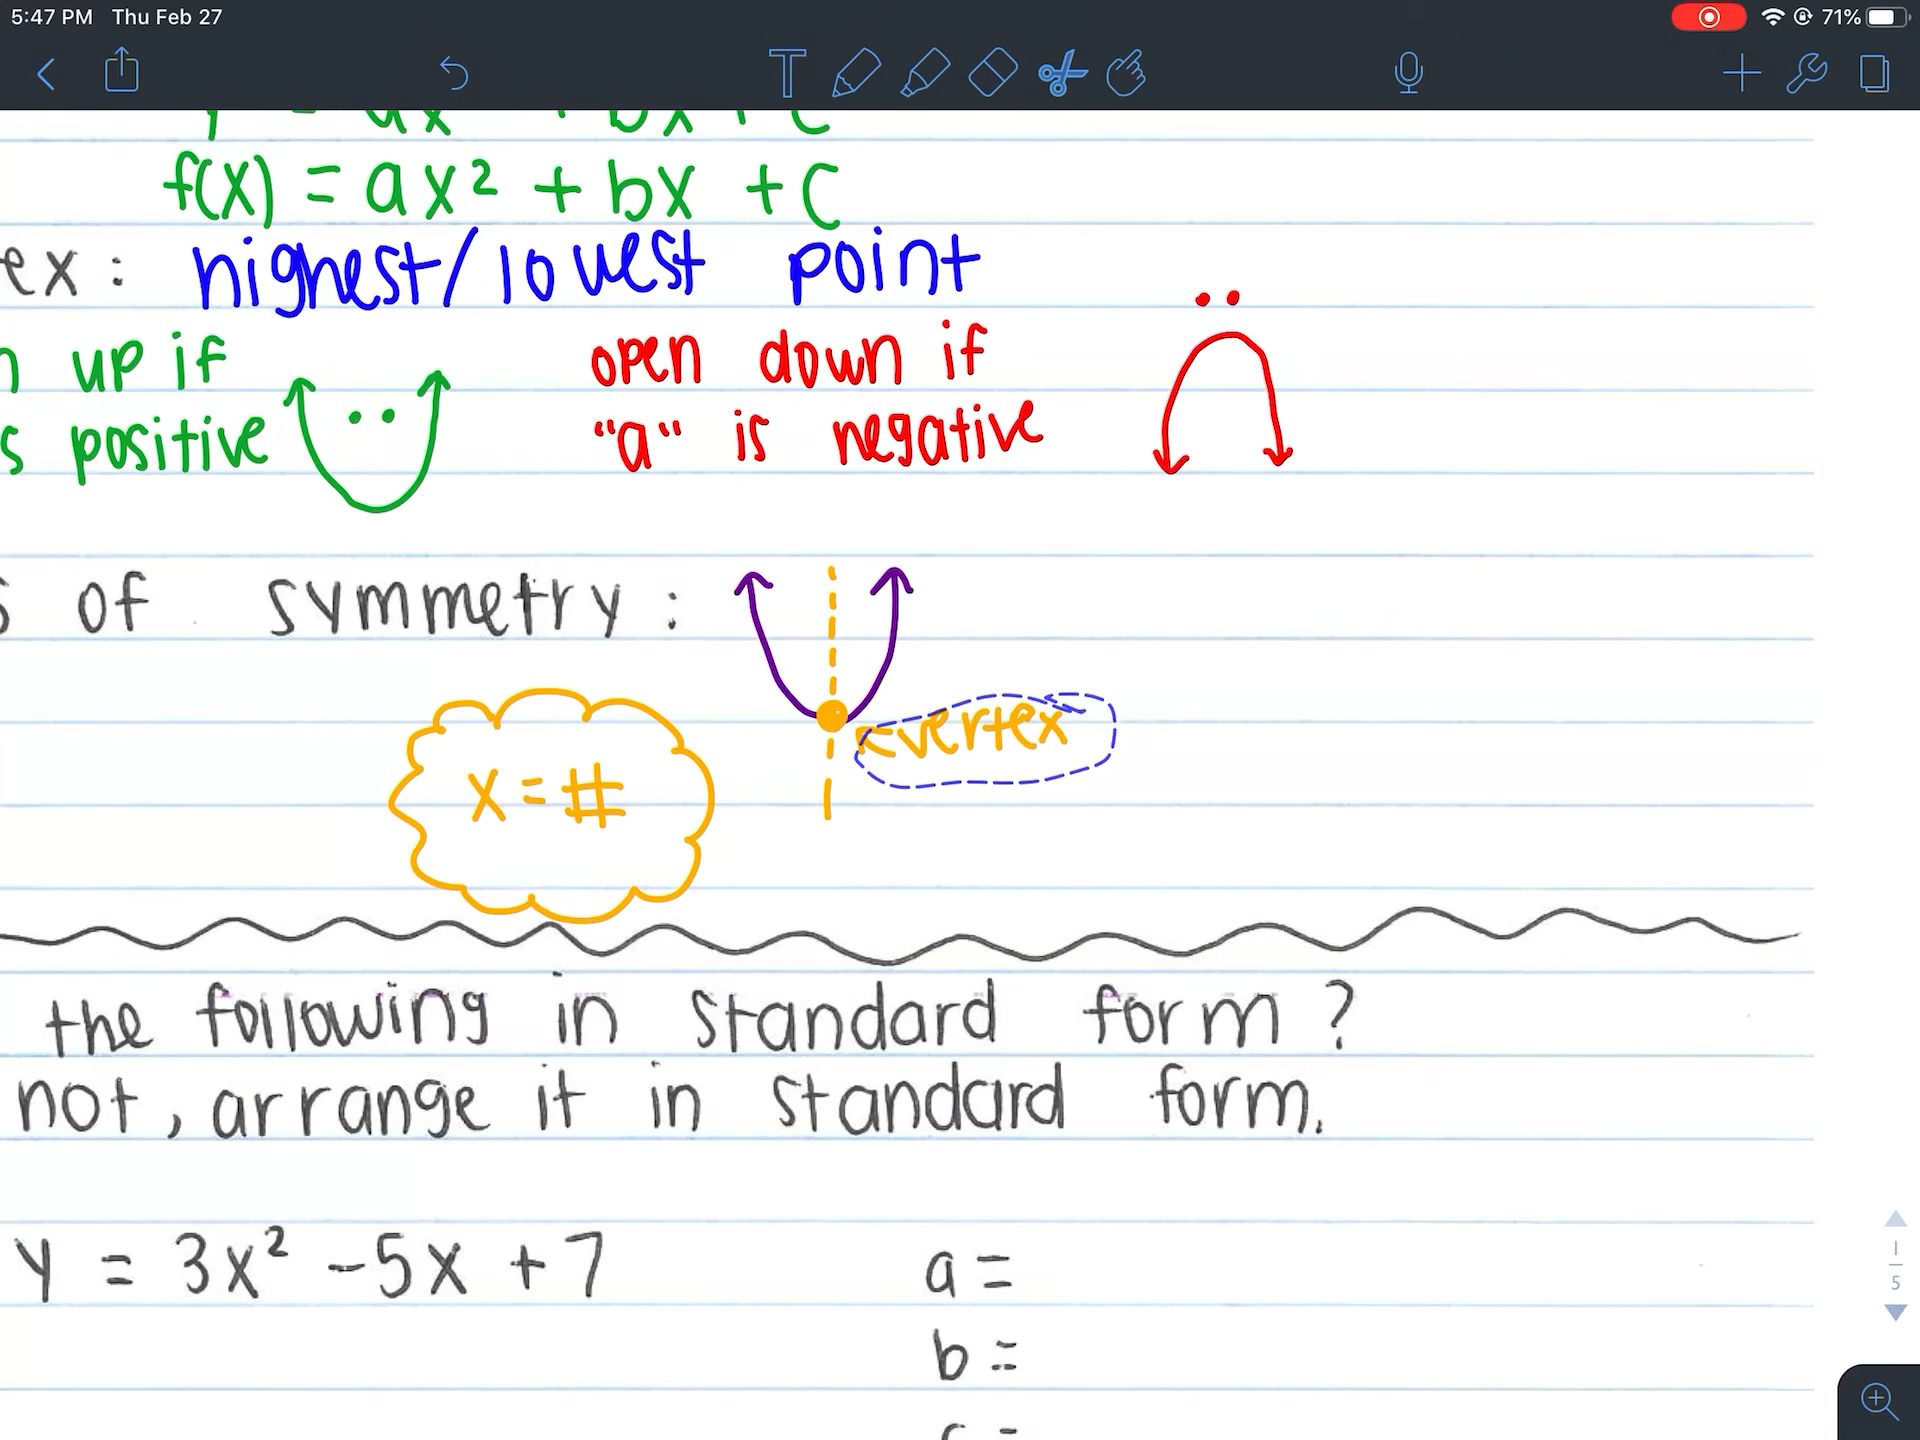 5:47 PM Thu Feb 27
71%
f(x) = ax² + bx + c
ex : highest/lowest point
up if
open down if
s positive
"a" is negative
s of symmetry :
vertex
x = #
the following in standard form ?
not, arrange it in standard form.
y = 3x² - 5x + 7
a =
b =
1
5